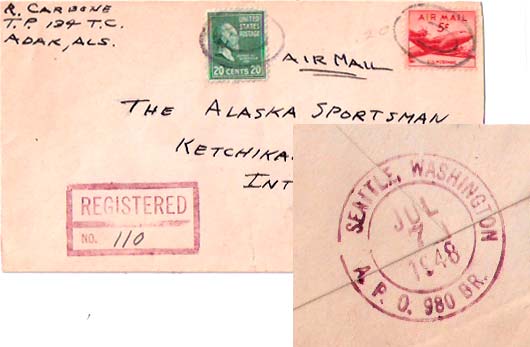 R. CARBONE
T.P. 134 T.C.
ADAK, ALS.
UNITED
STATES
POSTAGE
20 CENTS 20
AIR MAIL
AIR MAIL
5¢
U.S. POSTAGE
THE ALASKA SPORTSMAN
KETCHIKA
INT
REGISTERED
NO. 110
SEATTLE, WASHINGTON
JUL
7
1948
A. P. O. 980 BR.